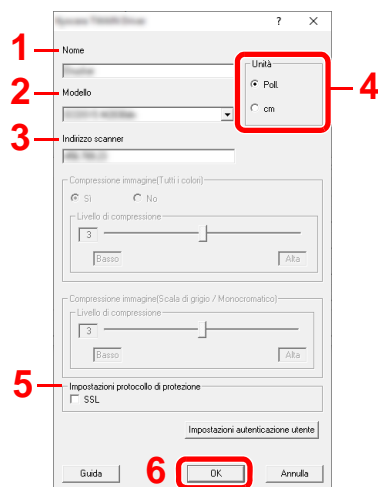 ? ×
1 Nome
Unità
Poll.
cm
4
2 Modello
3 Indirizzo scanner
Compressione immagine(Tutti i colori)
Sì No
Livello di compressione
3
Basso Alta
Compressione immagine(Scala di grigio / Monocromatico)
Livello di compressione
3
Basso Alta
5 Impostazioni protocollo di protezione
SSL
Impostazioni autenticazione utente
6
Guida OK Annulla